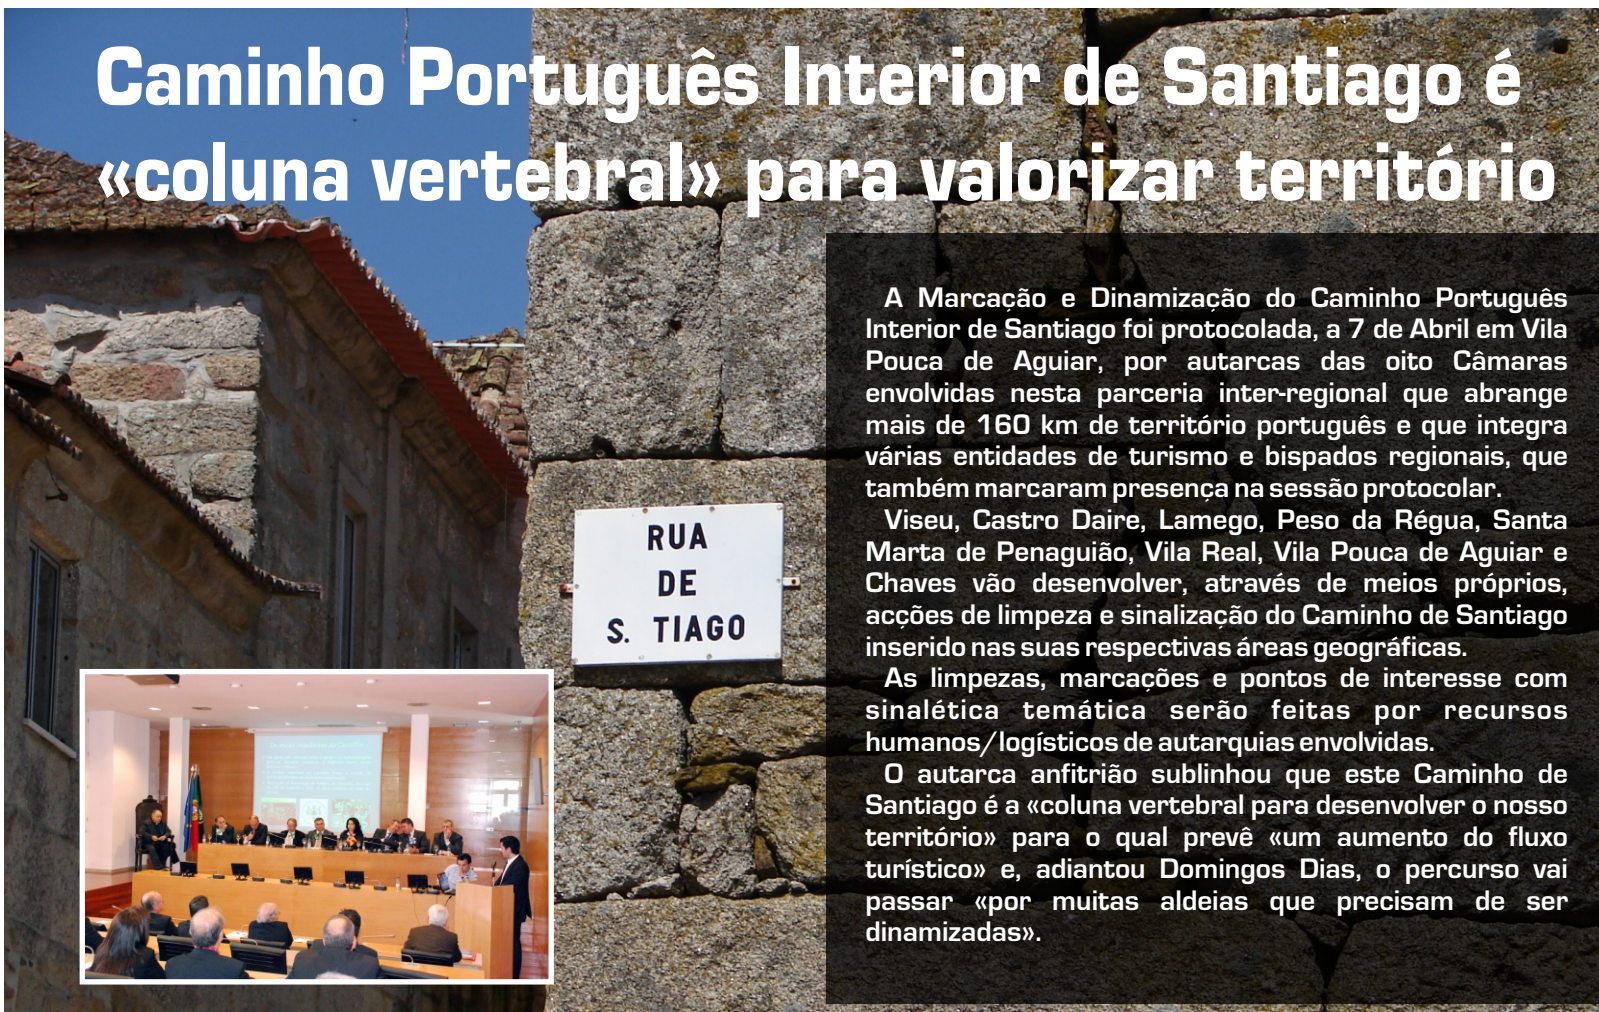 Caminho Português Interior de Santiago é
«coluna vertebral» para valorizar território
A Marcação e Dinamização do Caminho Português
Interior de Santiago foi protocolada, a 7 de Abril em Vila
Pouca de Aguiar, por autarcas das oito Câmaras
envolvidas nesta parceria inter-regional que abrange
mais de 160 km de território português e que integra
várias entidades de turismo e bispados regionais, que
também marcaram presença na sessão protocolar.
Viseu, Castro Daire, Lamego, Peso da Régua, Santa
Marta de Penaguião, Vila Real, Vila Pouca de Aguiar e
Chaves vão desenvolver, através de meios próprios,
acções de limpeza e sinalização do Caminho de Santiago
inserido nas suas respectivas áreas geográficas.
As limpezas, marcações e pontos de interesse com
sinalética temática serão feitas por recursos
humanos/logísticos de autarquias envolvidas.
O autarca anfitrião sublinhou que este Caminho de
Santiago é a «coluna vertebral para desenvolver o nosso
território» para o qual prevê «um aumento do fluxo
turístico» e, adiantou Domingos Dias, o percurso vai
passar «por muitas aldeias que precisam de ser
dinamizadas».
RUA
DE
S. TIAGO